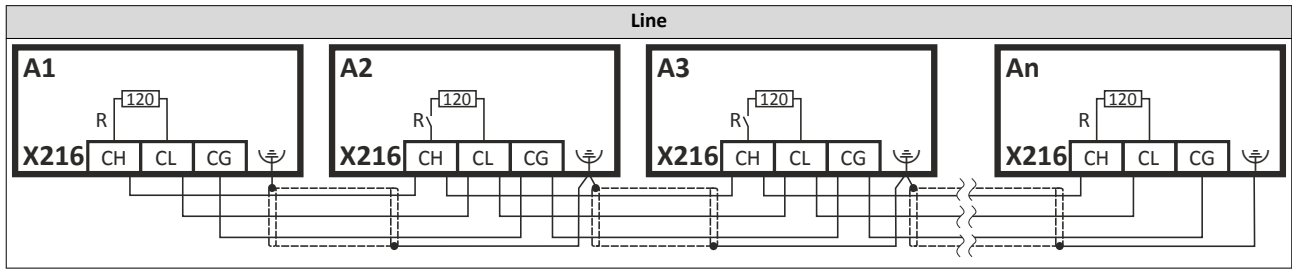 Line
A1 A2 A3 An
120 120 120 120
R R R R
X216 CH CL CG X216 CH CL CG X216 CH CL CG X216 CH CL CG